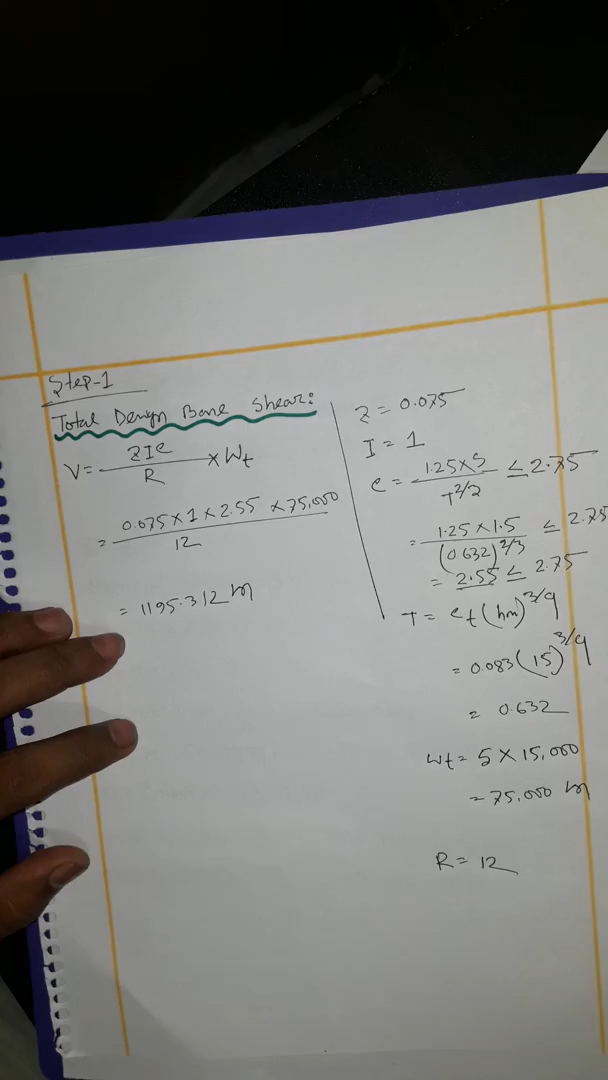 Step-1
Total Design Base Shear:
V = ZIC / R × Wt
= 0.075 × 1 × 2.55 × 75,000 / 12
= 1195.312 kn
Z = 0.075
I = 1
C = 1.25×S / T^2/3 ≤ 2.75
= 1.25 × 1.5 / (0.632)^2/3 ≤ 2.75
= 2.55 ≤ 2.75
T = Ct (hn)^3/4
= 0.083 (15)^3/4
= 0.632
Wt = 5 × 15,000
= 75,000 kn
R = 12